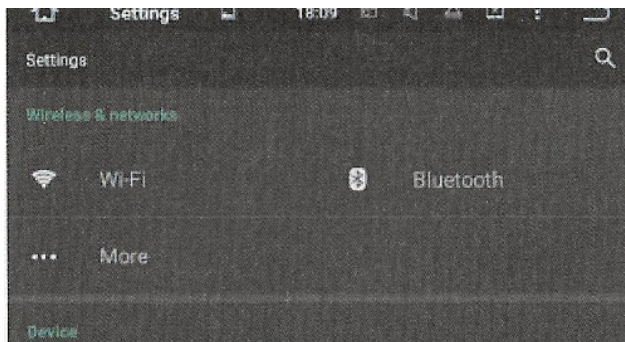 Settings 18:09
Settings
Wireless & networks
Wi-Fi Bluetooth
More
Device